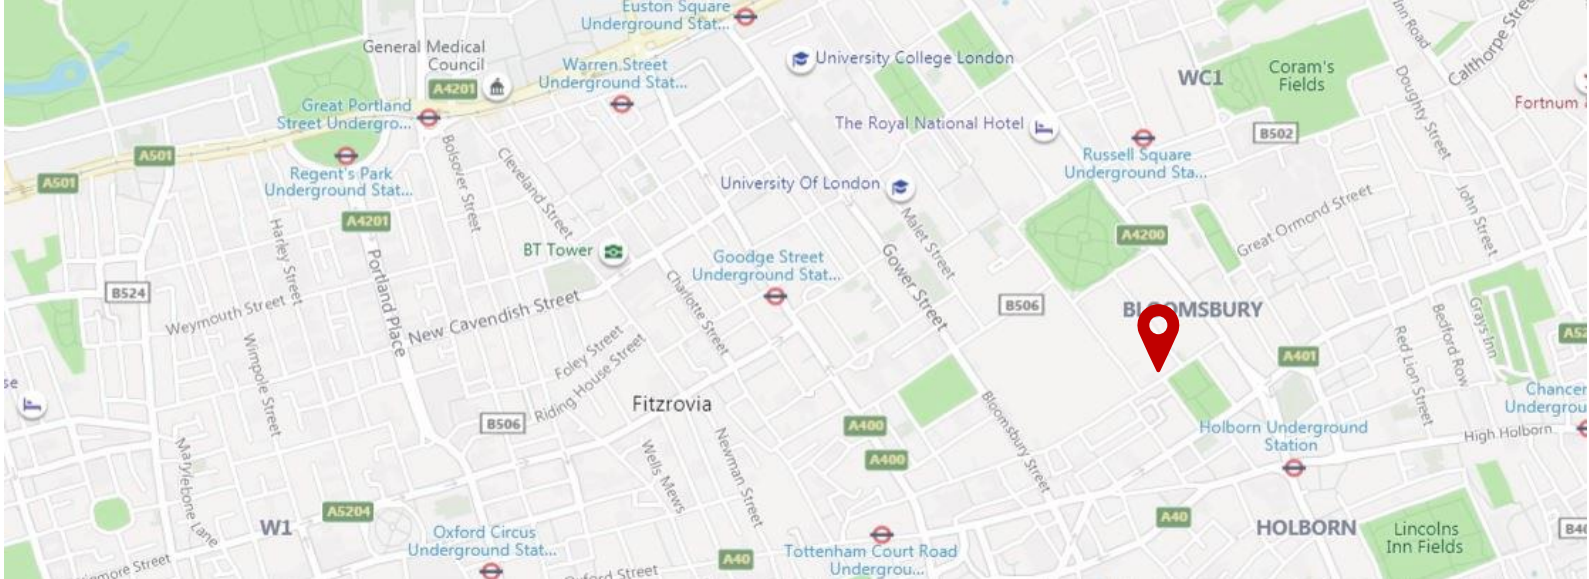 Euston Square
Underground Stat...
General Medical
Council
A4201
Warren Street
Underground Stat...
University College London
WC1
Coram's
Fields
Inn Road
Calthorpe
Doughty Street
Fortnum
Great Portland
Street Undergro...
The Royal National Hotel
B502
A501
A501
Regent's Park
Underground Stat...
Bolsover Street
Cleveland Street
Russell Square
Underground Sta...
University Of London
Malet Street
A4201
Harley Street
Portland Place
BT Tower
Goodge Street
Underground Stat...
Gower Street
A4200
Great Ormond Street
John Street
B524
Weymouth Street
New Cavendish Street
Charlotte Street
B506
BLOOMSBURY
Grays Inn
Bedford Row
Red Lion Street
Wimpole Street
Foley Street
Riding House Street
A401
Fitzrovia
Bloomsbury Street
B506
A400
A400
Holborn Underground
Station
High Holborn
Marylebone Lane
Wells Mews
Newman Street
W1
A5204
Oxford Circus
Underground Stat...
A40
Tottenham Court Road
Undergrou...
A40
HOLBORN
Lincolns
Inn Fields
Street
Street